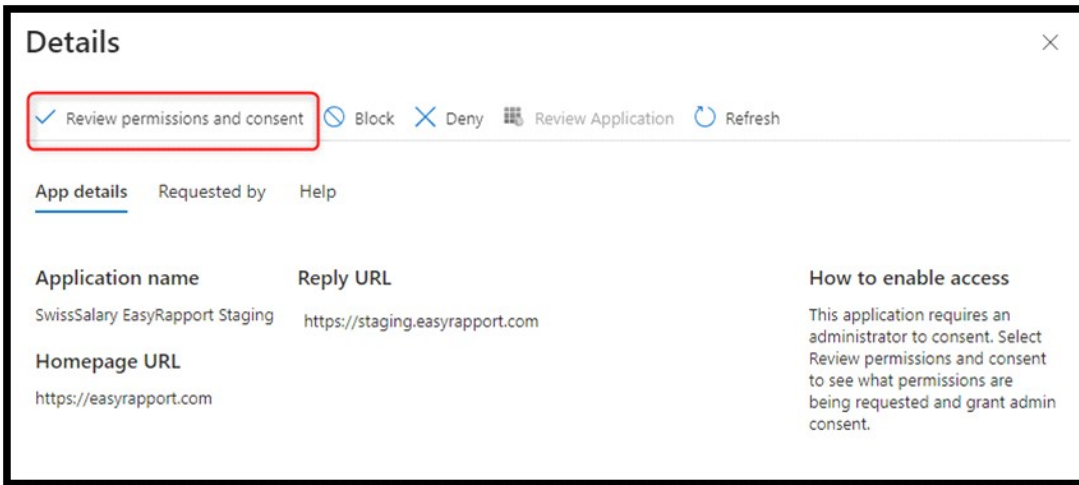 Details
Review permissions and consent Block Deny Review Application Refresh
App details Requested by Help
Application name Reply URL How to enable access
SwissSalary EasyRapport Staging https://staging.easyrapport.com This application requires an
administrator to consent. Select
Homepage URL Review permissions and consent
to see what permissions are
https://easyrapport.com being requested and grant admin
consent.